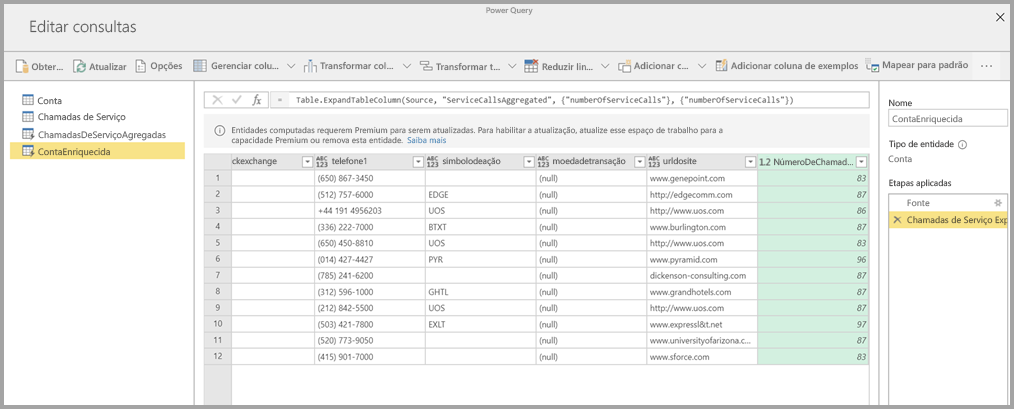 Power Query
Editar consultas
Obter... Atualizar Opções Gerenciar colu... Transformar col... Transformar t... Reduzir lin... Adicionar c... Adicionar coluna de exemplos Mapear para padrão ...
Conta
Chamadas de Serviço
ChamadasDeServiçoAgregadas
ContaEnriquecida
fx = Table.ExpandTableColumn(Source, "ServiceCallsAggregated", {"numberOfServiceCalls"}, {"numberOfServiceCalls"})
Entidades computadas requerem Premium para serem atualizadas. Para habilitar a atualização, atualize esse espaço de trabalho para a
capacidade Premium ou remova esta entidade. Saiba mais
ckexchange ABC 123 telefone1 ABC 123 simbolodeação ABC 123 moedadetransação ABC 123 urldosite 1.2 NúmeroDeChamad...
1 (650) 867-3450 (null) www.genepoint.com 83
2 (512) 757-6000 EDGE (null) http://edgecomm.com 87
3 +44 191 4956203 UOS (null) http://www.uos.com 86
4 (336) 222-7000 BTXT (null) www.burlington.com 87
5 (650) 450-8810 UOS (null) http://www.uos.com 83
6 (014) 427-4427 PYR (null) www.pyramid.com 96
7 (785) 241-6200 (null) dickenson-consulting.com 87
8 (312) 596-1000 GHTL (null) www.grandhotels.com 87
9 (212) 842-5500 UOS (null) http://www.uos.com 87
10 (503) 421-7800 EXLT (null) www.expressl&t.net 97
11 (520) 773-9050 (null) www.universityofarizona.c... 87
12 (415) 901-7000 (null) www.sforce.com 83
Nome
ContaEnriquecida
Tipo de entidade
Conta
Etapas aplicadas
Fonte
Chamadas de Serviço Exp